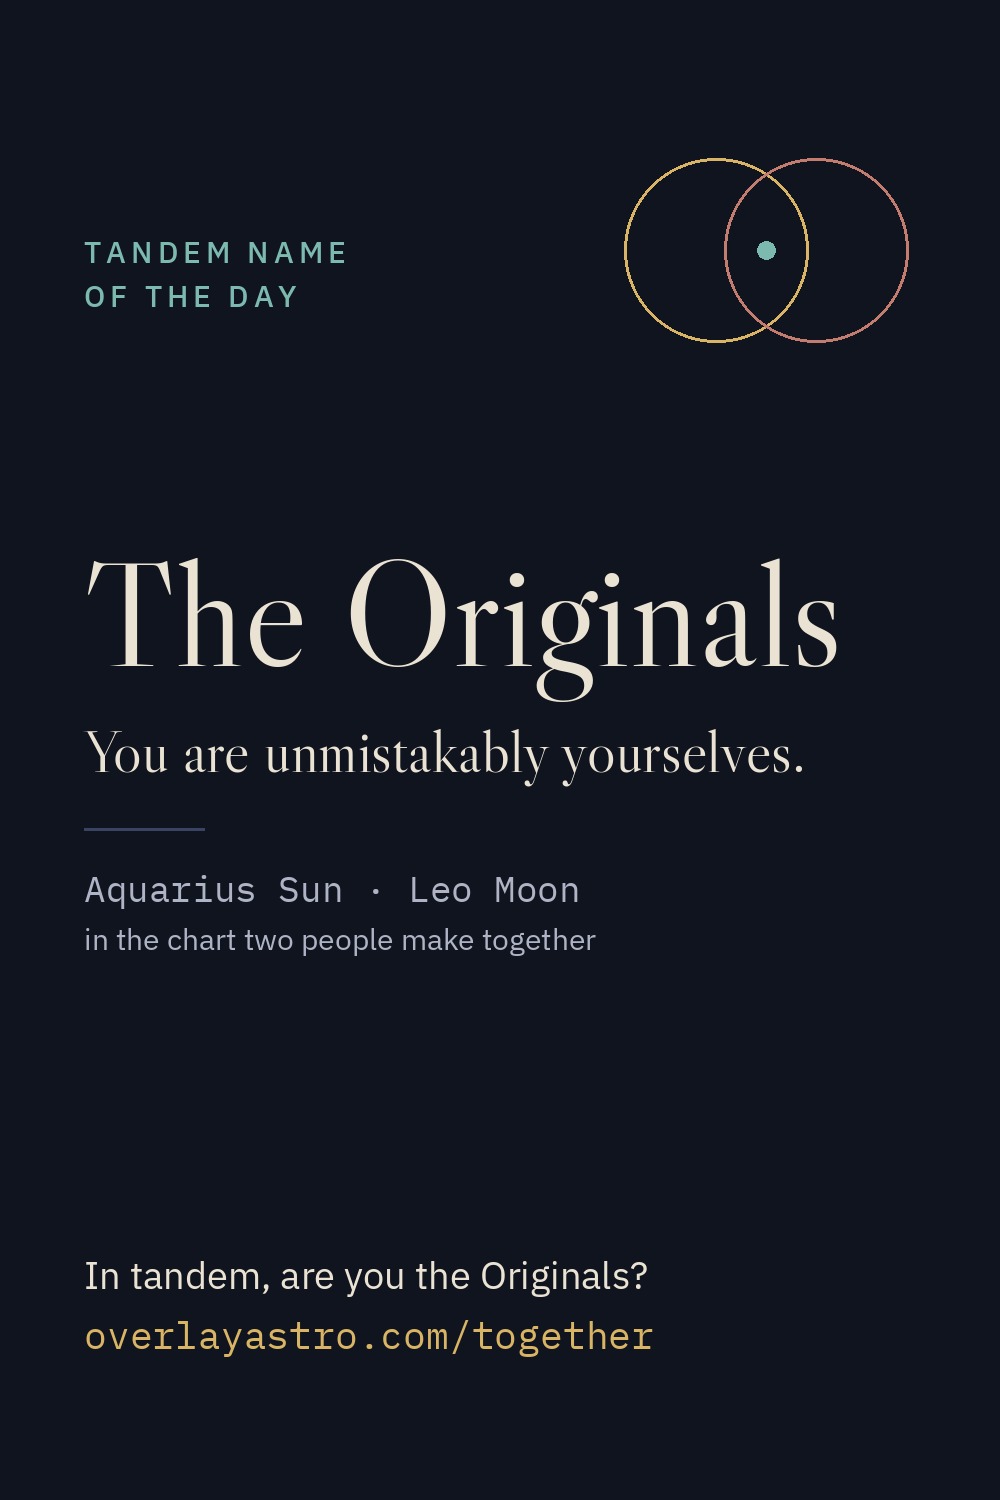 TANDEM NAME
OF THE DAY
The Originals
You are unmistakably yourselves.
Aquarius Sun · Leo Moon
in the chart two people make together
In tandem, are you the Originals?
overlayastro.com/together